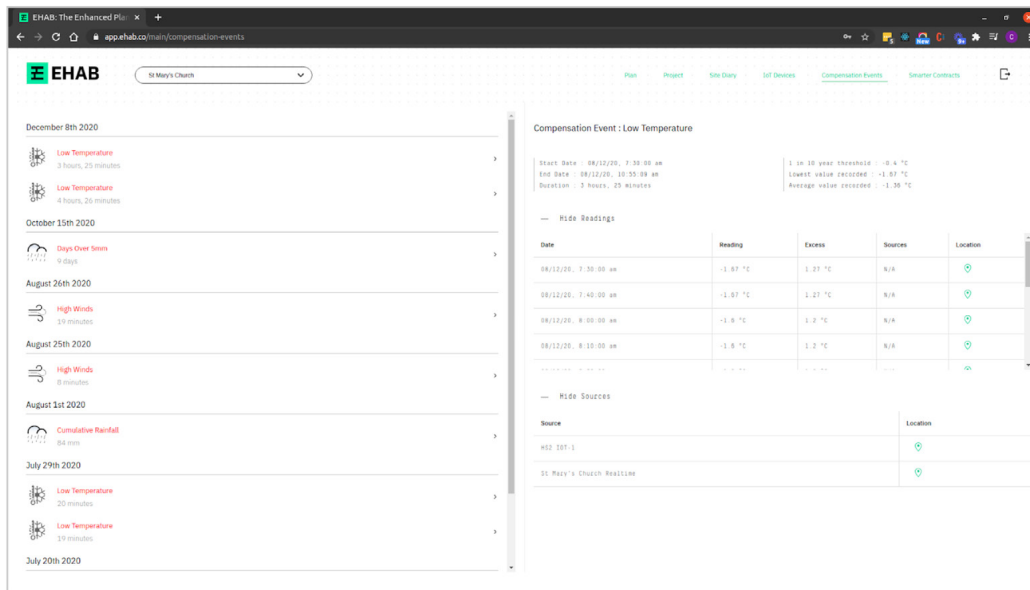 EHAB: The Enhanced Pla
app.ehab.co/main/compensation-events
New
9+
C
EHAB
St Mary's Church
Plan
Project
Site Diary
IoT Devices
Compensation Events
Smarter Contracts
December 8th 2020
Low Temperature
3 hours, 25 minutes
Low Temperature
4 hours, 26 minutes
October 15th 2020
Days Over 5mm
9 days
August 26th 2020
High Winds
19 minutes
August 25th 2020
High Winds
8 minutes
August 1st 2020
Cumulative Rainfall
84 mm
July 29th 2020
Low Temperature
20 minutes
Low Temperature
19 minutes
July 20th 2020
Compensation Event : Low Temperature
Start Date : 08/12/20, 7:30:00 am
End Date : 08/12/20, 10:55:00 am
Duration : 3 hours, 25 minutes
1 in 10 year threshold : -0.4 °C
Lowest value recorded : -1.67 °C
Average value recorded : -1.36 °C
— Hide Readings
Date Reading Excess Sources Location
08/12/20, 7:30:00 am -1.67 °C 1.27 °C N/A
08/12/20, 7:40:00 am -1.67 °C 1.27 °C N/A
08/12/20, 8:00:00 am -1.6 °C 1.2 °C N/A
08/12/20, 8:10:00 am -1.6 °C 1.2 °C N/A
— Hide Sources
Source Location
HS2 IOT-1
St Mary's Church Realtime